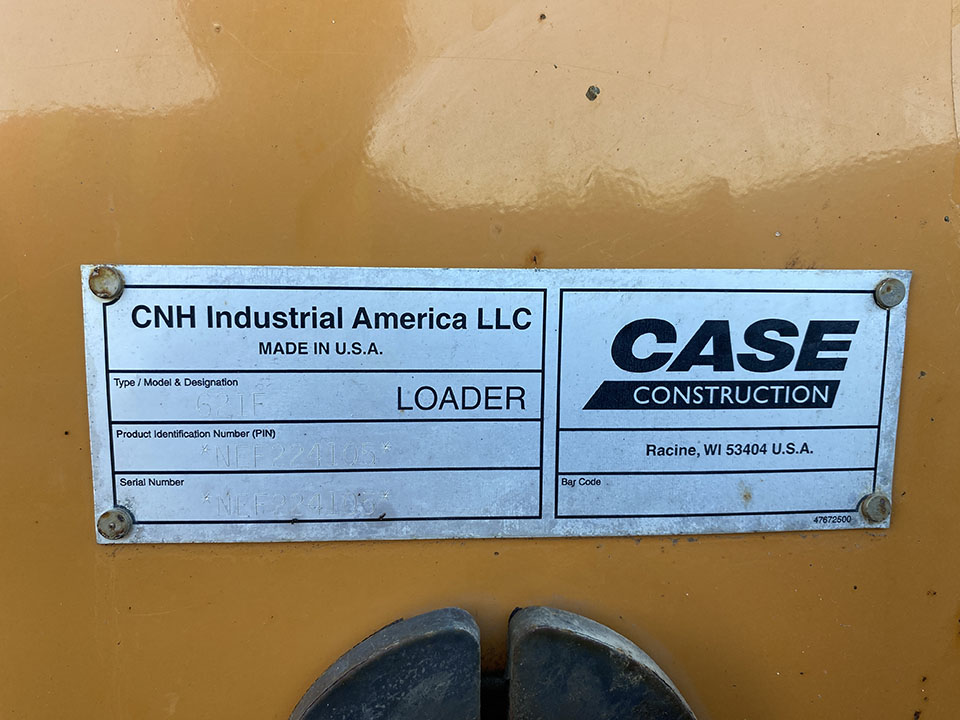 CNH Industrial America LLC
MADE IN U.S.A.
Type / Model & Designation
621F LOADER
Product Identification Number (PIN)
*NEF224105*
Serial Number
*NEF224105*
CASE
CONSTRUCTION
Racine, WI 53404 U.S.A.
Bar Code
47672500